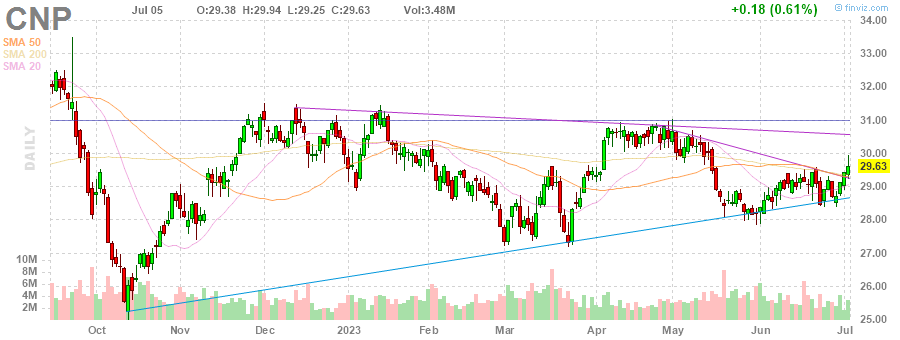 CNP Jul 05 O:29.38 H:29.94 L:29.25 C:29.63 Vol:3.48M +0.18 (0.61%) © finviz.com
SMA 50
SMA 200
SMA 20
DAILY
34.00
33.00
32.00
31.00
30.00
29.63
29.00
28.00
27.00
26.00
25.00
10M
8M
6M
4M
2M
Oct Nov Dec 2023 Feb Mar Apr May Jun Jul